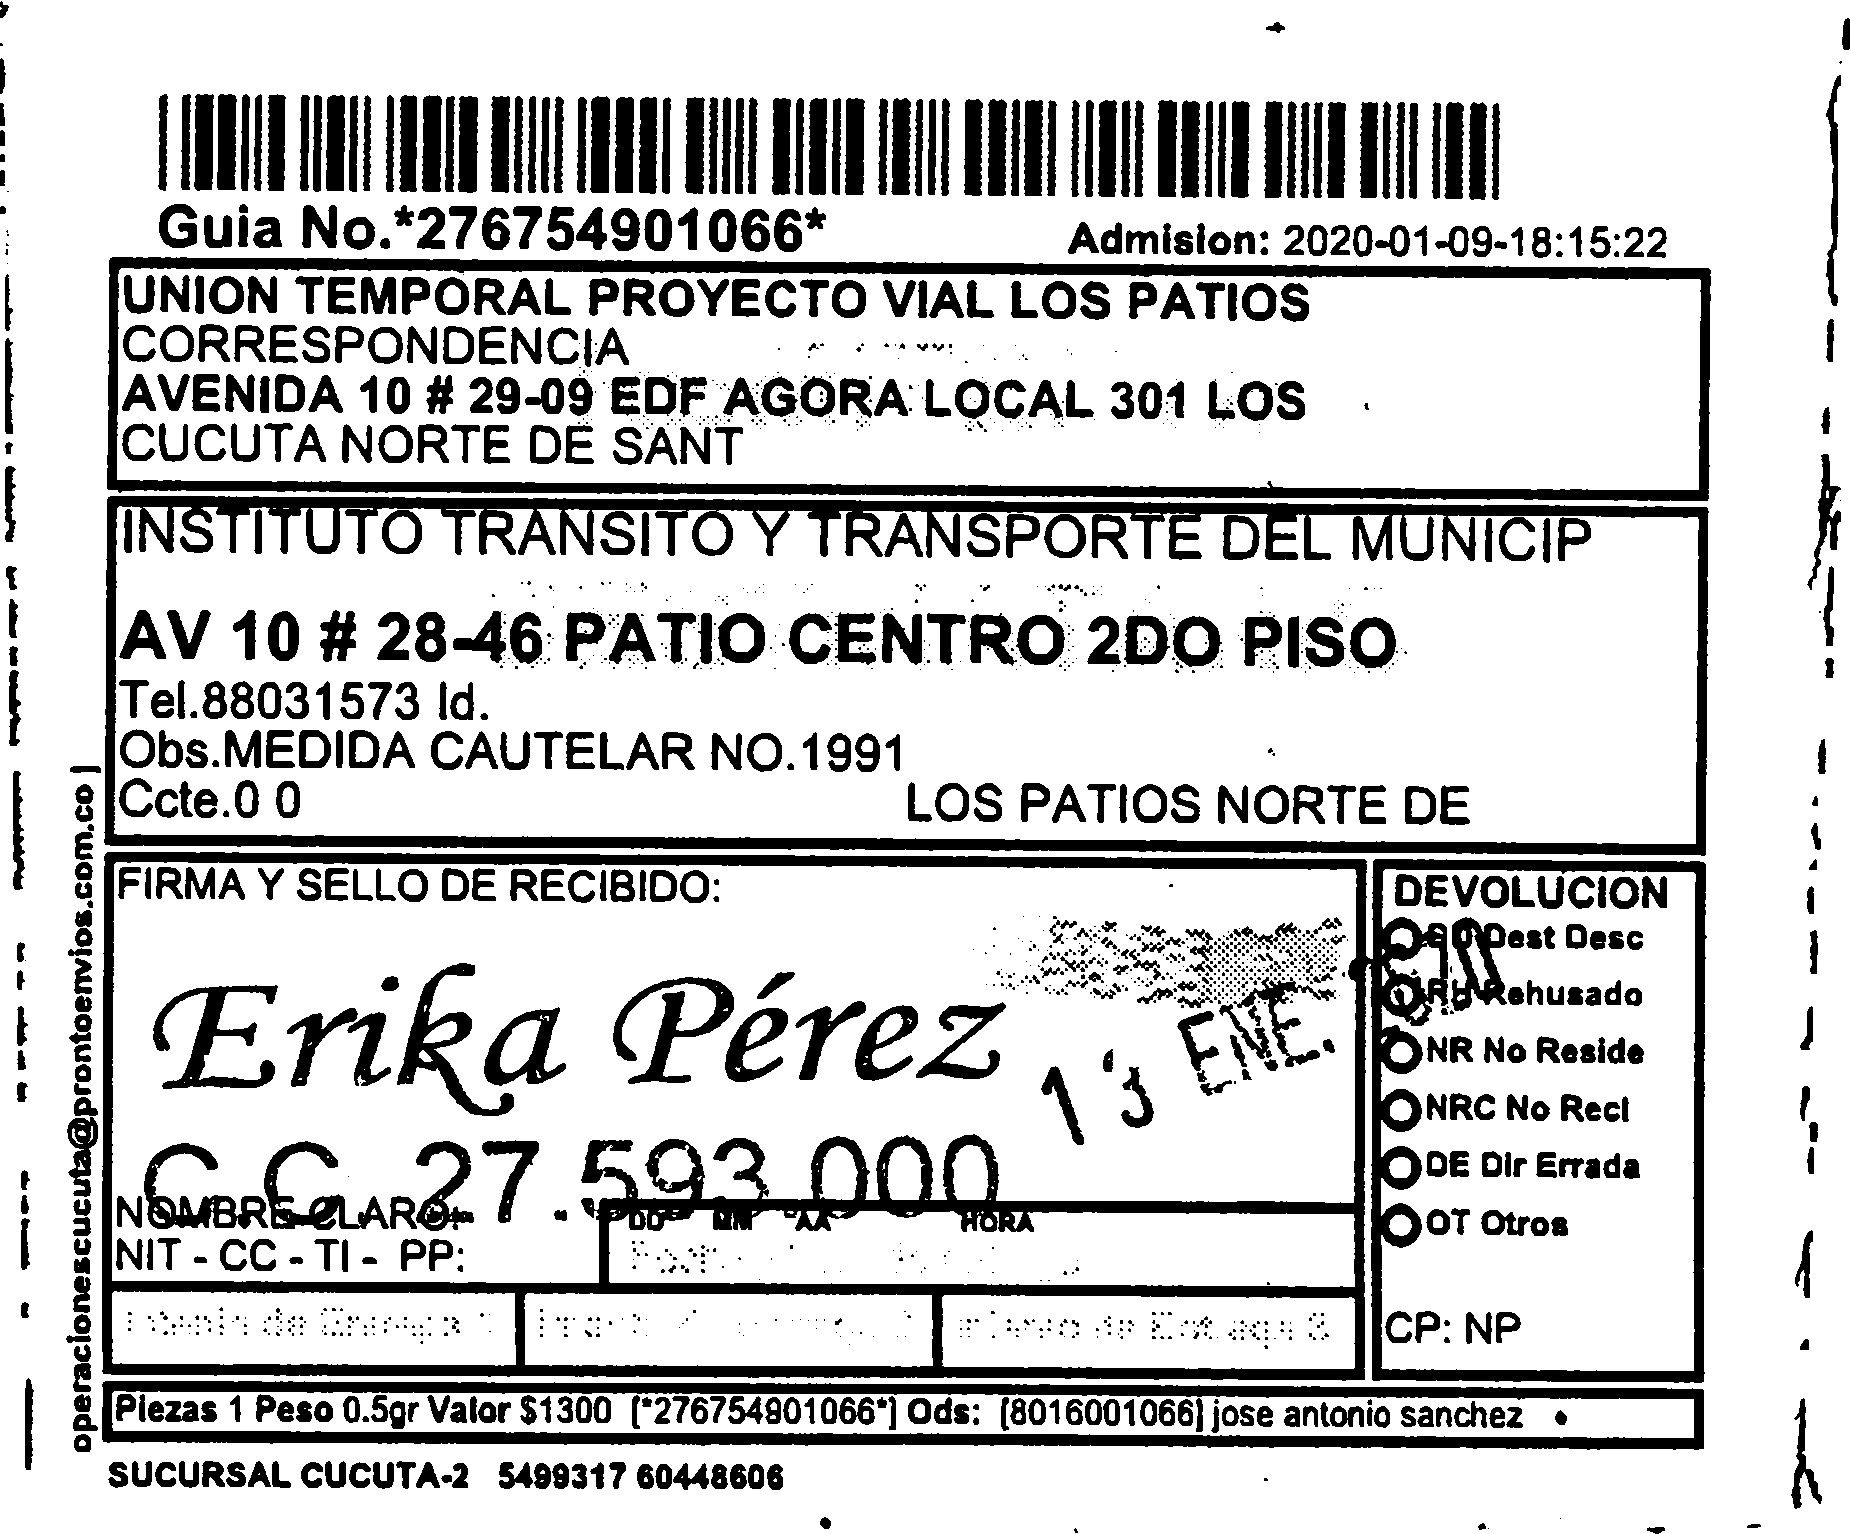 Guia No.*276754901066*
Admision: 2020-01-09-18:15:22
UNION TEMPORAL PROYECTO VIAL LOS PATIOS
CORRESPONDENCIA
AVENIDA 10 # 29-09 EDF AGORA LOCAL 301 LOS
CUCUTA NORTE DE SANT
INSTITUTO TRANSITO Y TRANSPORTE DEL MUNICIP
AV 10 # 28-46 PATIO CENTRO 2DO PISO
Tel.88031573 Id.
Obs.MEDIDA CAUTELAR NO.1991
Ccte.0 0
LOS PATIOS NORTE DE
FIRMA Y SELLO DE RECIBIDO:
Erika Pérez
13 ENE.
C.C. 27.593.000
NOMBRE CLARO:
DD MM AA HORA
NIT - CC - TI - PP:
DEVOLUCION
Dest Desc
RH Rehusado
NR No Reside
NRC No Recl
DE Dir Errada
OT Otros
CP: NP
Piezas 1 Peso 0.5gr Valor $1300 [*276754901066*] Ods: [8016001066] jose antonio sanchez
SUCURSAL CUCUTA-2 5499317 60448606
operacionescucuta@prontoenvios.com.co |